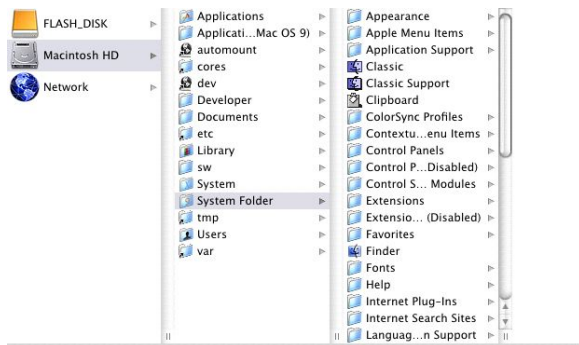 FLASH_DISK
Macintosh HD
Network
Applications
Applicati...Mac OS 9)
automount
cores
dev
Developer
Documents
etc
Library
sw
System
System Folder
tmp
Users
var
Appearance
Apple Menu Items
Application Support
Classic
Classic Support
Clipboard
ColorSync Profiles
Contextu...enu Items
Control Panels
Control P...Disabled)
Control S... Modules
Extensions
Extensio... (Disabled)
Favorites
Finder
Fonts
Help
Internet Plug-Ins
Internet Search Sites
Languag...n Support